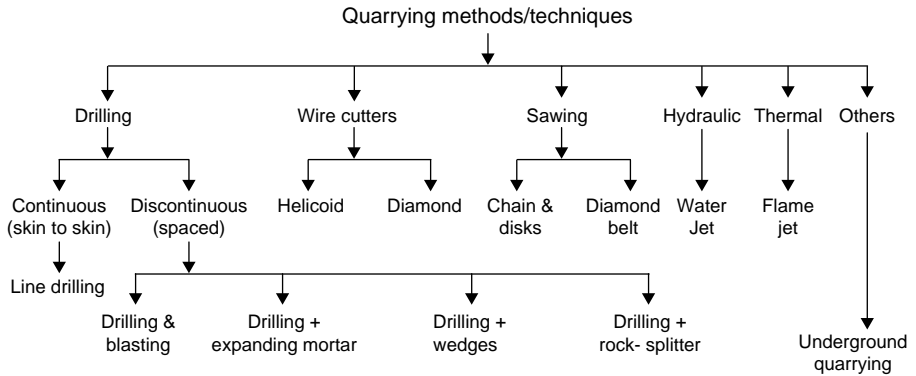 Quarrying methods/techniques
Drilling
Wire cutters
Sawing
Hydraulic
Thermal
Others
Continuous
(skin to skin)
Discontinuous
(spaced)
Helicoid
Diamond
Chain &
disks
Diamond
belt
Water
Jet
Flame
jet
Line drilling
Drilling &
blasting
Drilling +
expanding mortar
Drilling +
wedges
Drilling +
rock- splitter
Underground
quarrying